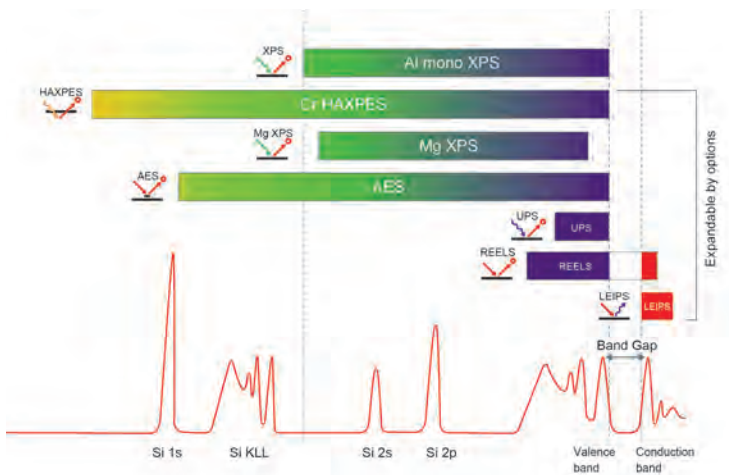 XPS
Al mono XPS
HAXPES
Cr HAXPES
Mg XPS
Mg XPS
AES
AES
UPS
UPS
REELS
REELS
LEIPS
LEIPS
Expandable by options
Band Gap
Si 1s
Si KLL
Si 2s
Si 2p
Valence
band
Conduction
band